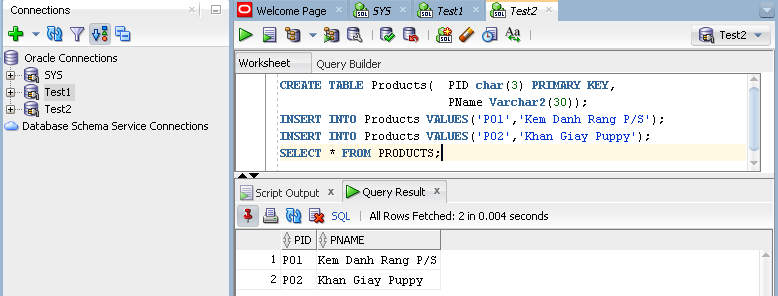 Connections
Oracle Connections
SYS
Test1
Test2
Database Schema Service Connections
Welcome Page
SYS
Test1
Test2
Test2
Worksheet
Query Builder
CREATE TABLE Products( PID char(3) PRIMARY KEY,
PName Varchar2(30));
INSERT INTO Products VALUES('P01','Kem Danh Rang P/S');
INSERT INTO Products VALUES('P02','Khan Giay Puppy');
SELECT * FROM PRODUCTS;
Script Output
Query Result
SQL
All Rows Fetched: 2 in 0.004 seconds
PID PNAME
1 P01 Kem Danh Rang P/S
2 P02 Khan Giay Puppy